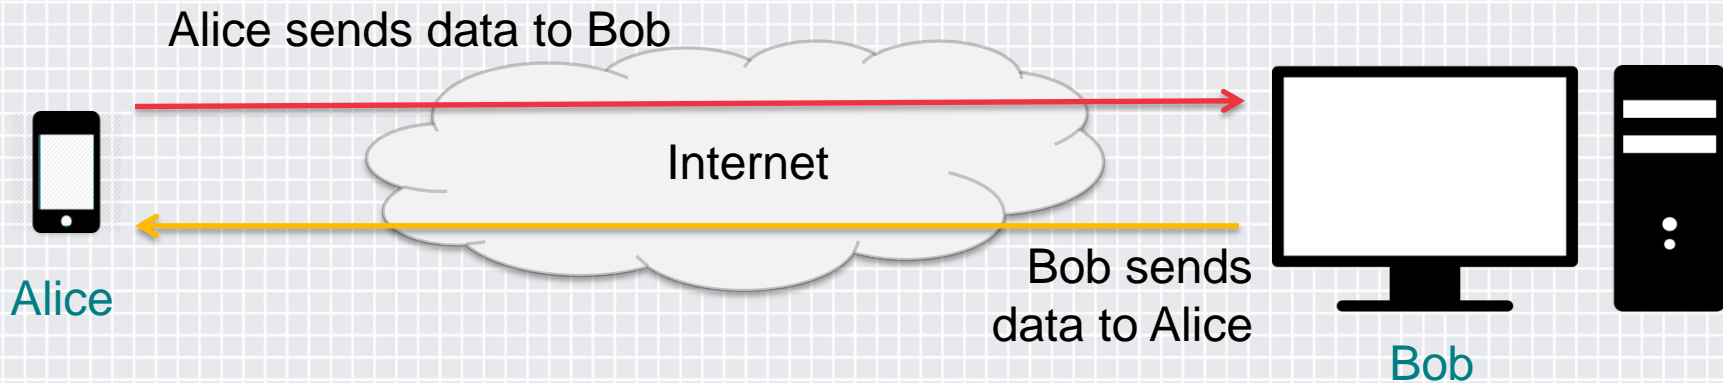 Alice sends data to Bob
Internet
Alice
Bob sends
data to Alice
Bob